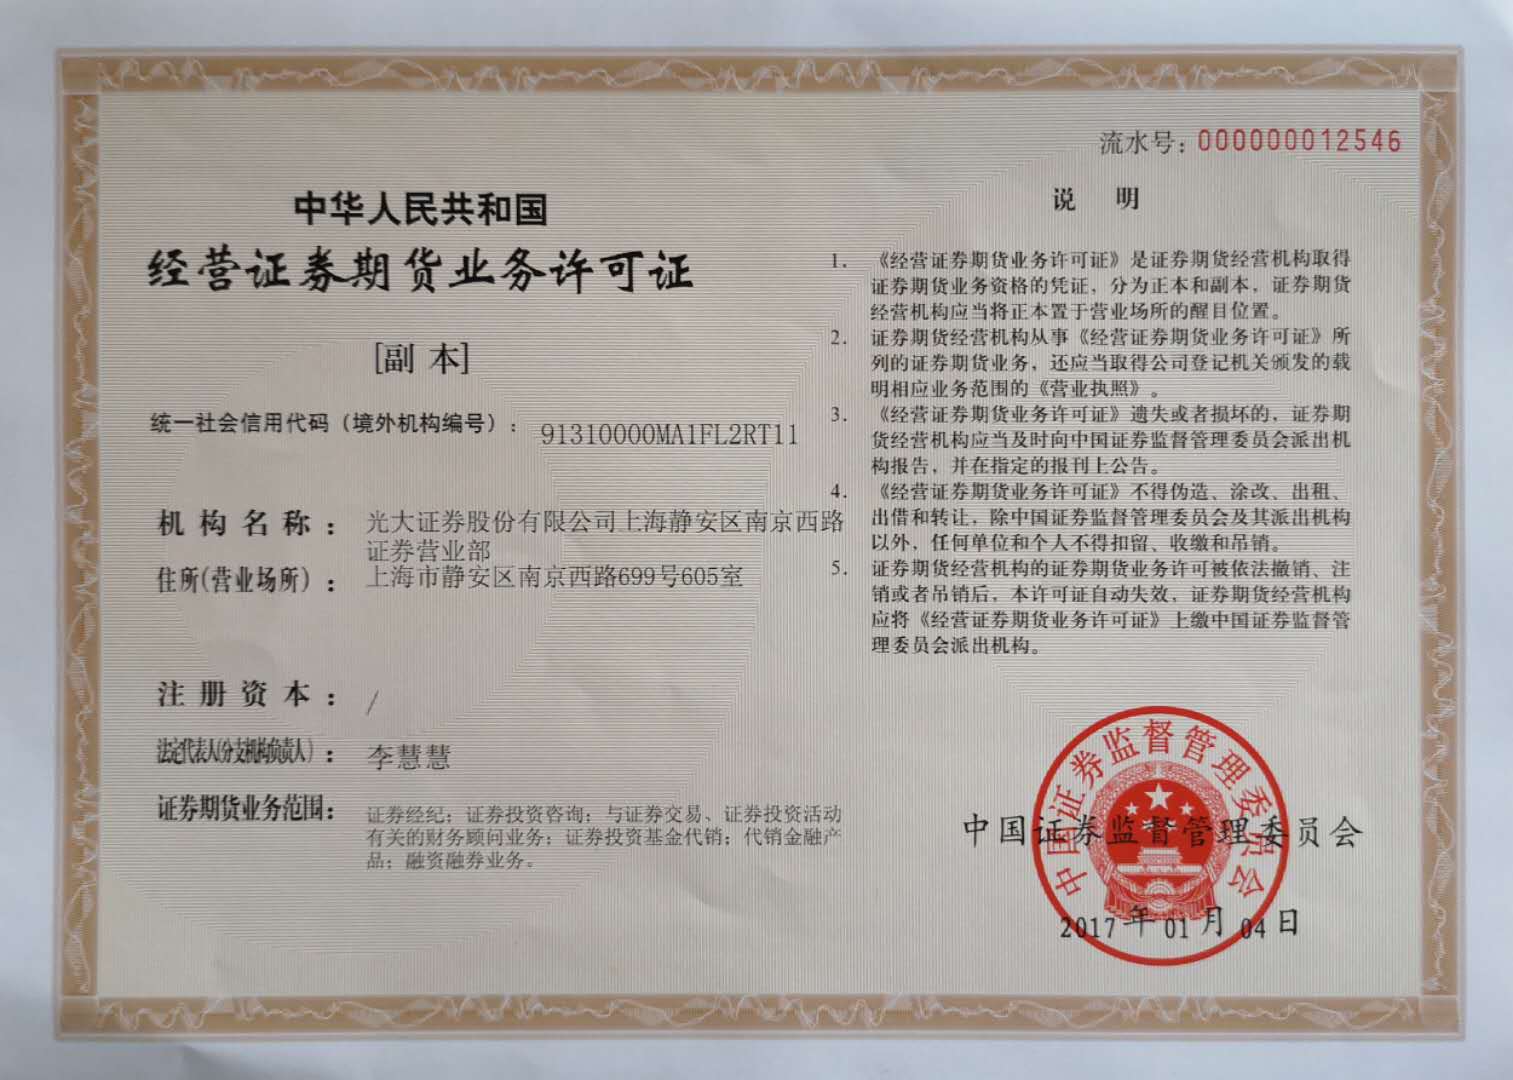 流水号：000000012546
中华人民共和国
经营证券期货业务许可证
[副 本]
统一社会信用代码（境外机构编号）：91310000MA1FL2RT11
机构名称：光大证券股份有限公司上海静安区南京西路
证券营业部
住所(营业场所)：上海市静安区南京西路699号605室
注册资本：/
法定代表人(分支机构负责人)：李慧慧
证券期货业务范围：证券经纪；证券投资咨询；与证券交易、证券投资活动
有关的财务顾问业务；证券投资基金代销；代销金融产
品；融资融券业务。
说 明
1. 《经营证券期货业务许可证》是证券期货经营机构取得
证券期货业务资格的凭证，分为正本和副本，证券期货
经营机构应当将正本置于营业场所的醒目位置。
2. 证券期货经营机构从事《经营证券期货业务许可证》所
列的证券期货业务，还应当取得公司登记机关颁发的载
明相应业务范围的《营业执照》。
3. 《经营证券期货业务许可证》遗失或者损坏的，证券期
货经营机构应当及时向中国证券监督管理委员会派出机
构报告，并在指定的报刊上公告。
4. 《经营证券期货业务许可证》不得伪造、涂改、出租、
出借和转让，除中国证券监督管理委员会及其派出机构
以外，任何单位和个人不得扣留、收缴和吊销。
5. 证券期货经营机构的证券期货业务许可被依法撤销、注
销或者吊销后，本许可证自动失效，证券期货经营机构
应将《经营证券期货业务许可证》上缴中国证券监督管
理委员会派出机构。
中国证券监督管理委员会
中国证券监督管理委员会
2017 年 01 月 04 日